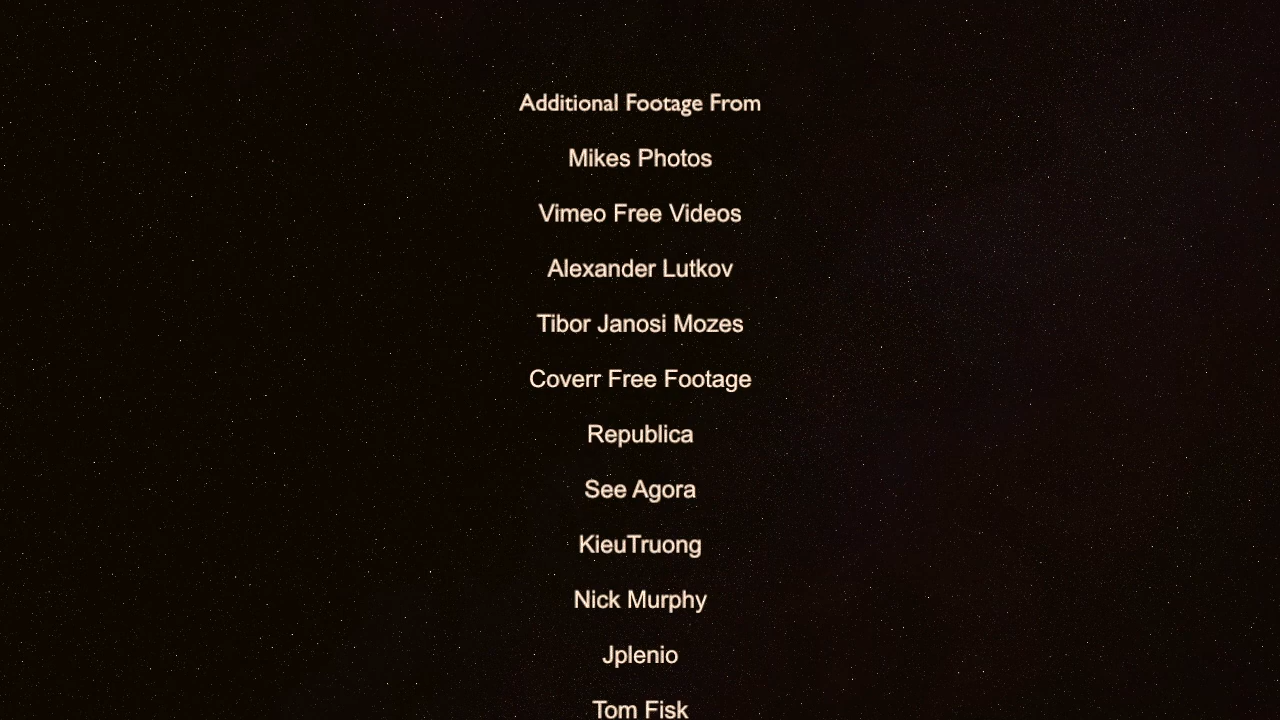 Additional Footage From
Mikes Photos
Vimeo Free Videos
Alexander Lutkov
Tibor Janosi Mozes
Coverr Free Footage
Republica
See Agora
KieuTruong
Nick Murphy
Jplenio
Tom Fisk